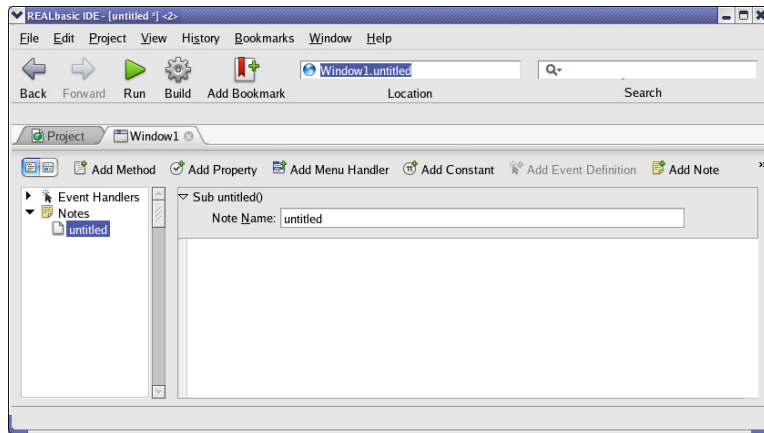 REALbasic IDE - [untitled *] <2>
File Edit Project View History Bookmarks Window Help
Window1.untitled
Back Forward Run Build Add Bookmark Location Search
Project Window1
Add Method Add Property Add Menu Handler Add Constant Add Event Definition Add Note »
Event Handlers
Notes
untitled
Sub untitled()
Note Name: untitled